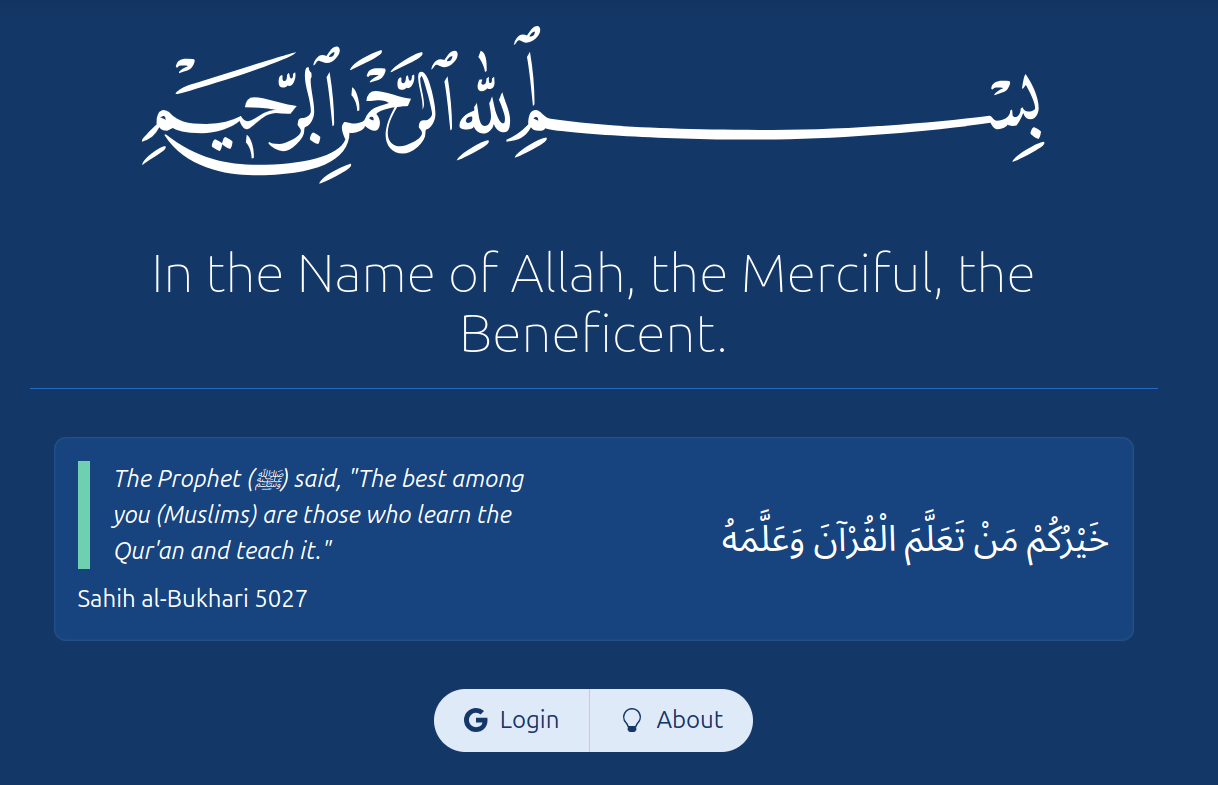 بِسْمِ ٱللَّهِ ٱلرَّحْمَٰنِ ٱلرَّحِيمِ
In the Name of Allah, the Merciful, the
Beneficent.
The Prophet (ﷺ) said, "The best among
you (Muslims) are those who learn the
Qur'an and teach it."
Sahih al-Bukhari 5027
خَيْرُكُمْ مَنْ تَعَلَّمَ الْقُرْآنَ وَعَلَّمَهُ
Login
About